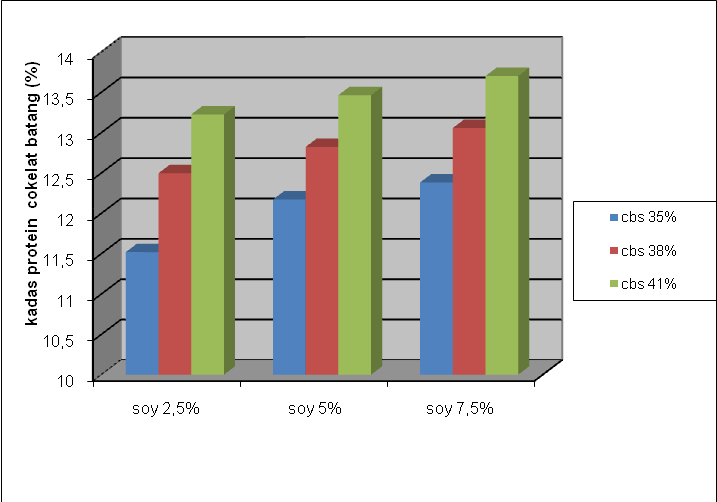 kadas protein cokelat batang (%)
14
13,5
13
12,5
12
11,5
11
10,5
10
soy 2,5%
soy 5%
soy 7,5%
cbs 35%
cbs 38%
cbs 41%